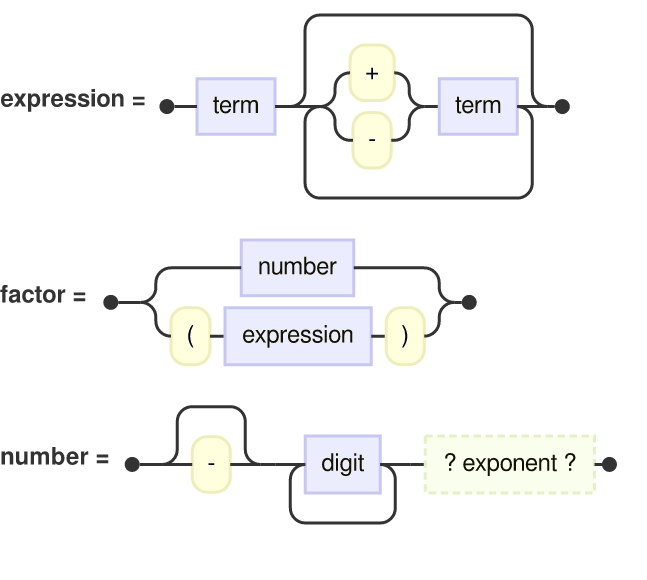 expression = term + - term
factor = number ( expression )
number = - digit ? exponent ?